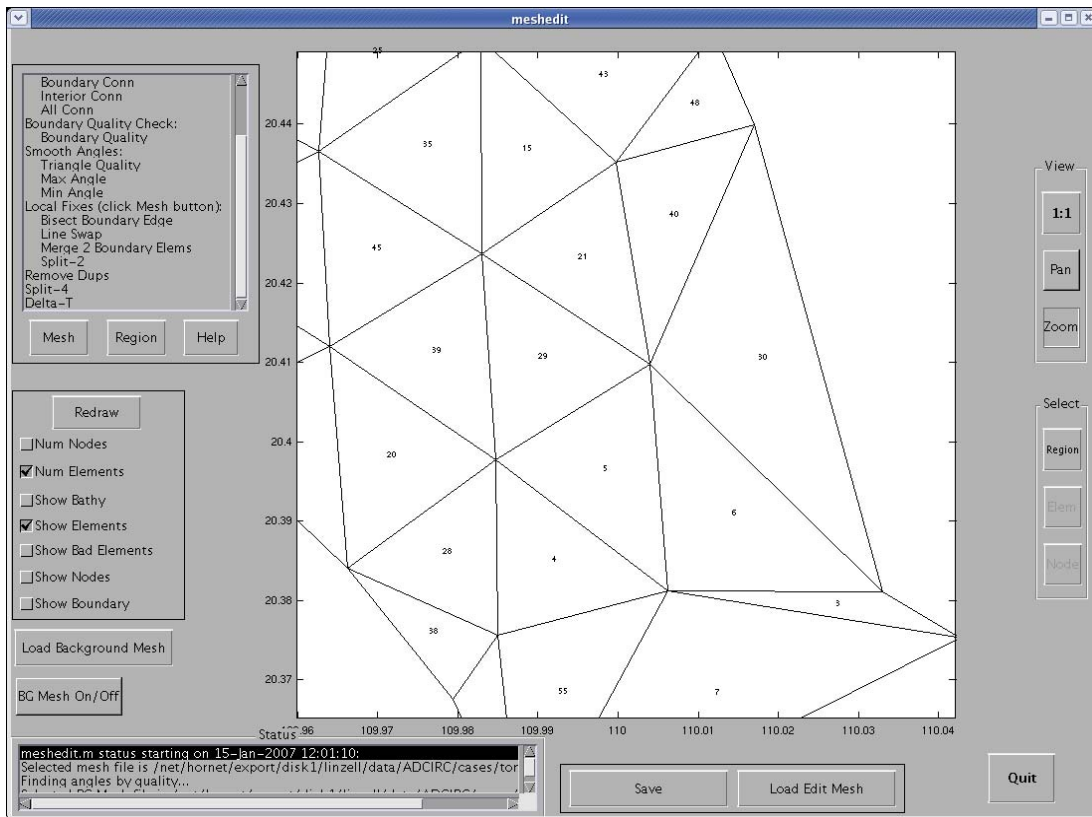 meshedit
Boundary Conn
Interior Conn
All Conn
Boundary Quality Check:
Boundary Quality
Smooth Angles:
Triangle Quality
Max Angle
Min Angle
Local Fixes (click Mesh button):
Bisect Boundary Edge
Line Swap
Merge 2 Boundary Elems
Split-2
Remove Dups
Split-4
Delta-T
Mesh Region Help
Redraw
Num Nodes
Num Elements
Show Bathy
Show Elements
Show Bad Elements
Show Nodes
Show Boundary
Load Background Mesh
BG Mesh On/Off
25
43
48
20.44
35
15
20.43
40
45
21
20.42
39
29
30
20.41
20.4
20
5
20.39
6
28
4
20.38
3
38
20.37
55
7
109.96 109.97 109.98 109.99 110 110.01 110.02 110.03 110.04
View
1:1
Pan
Zoom
Select
Region
Elem
Node
Status
meshedit.m status starting on 15-Jan-2007 12:01:10:
Selected mesh file is /net/hornet/export/disk1/linzell/data/ADCIRC/cases/tor
Finding angles by quality...
Save
Load Edit Mesh
Quit